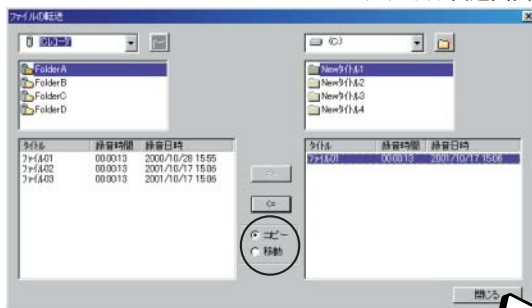 ファイルの転送
ICレコーダ
(C:)
FolderA
FolderB
FolderC
FolderD
Newタイトル1
Newタイトル2
Newタイトル3
Newタイトル4
タイトル 録音時間 録音日時
ファイル01 00:00:13 2000/10/28 15:55
ファイル02 00:00:13 2001/10/17 15:06
ファイル03 00:00:13 2001/10/17 15:06
タイトル 録音時間 録音日時
ファイル01 00:00:13 2001/10/17 15:06
コピー
移動
閉じる